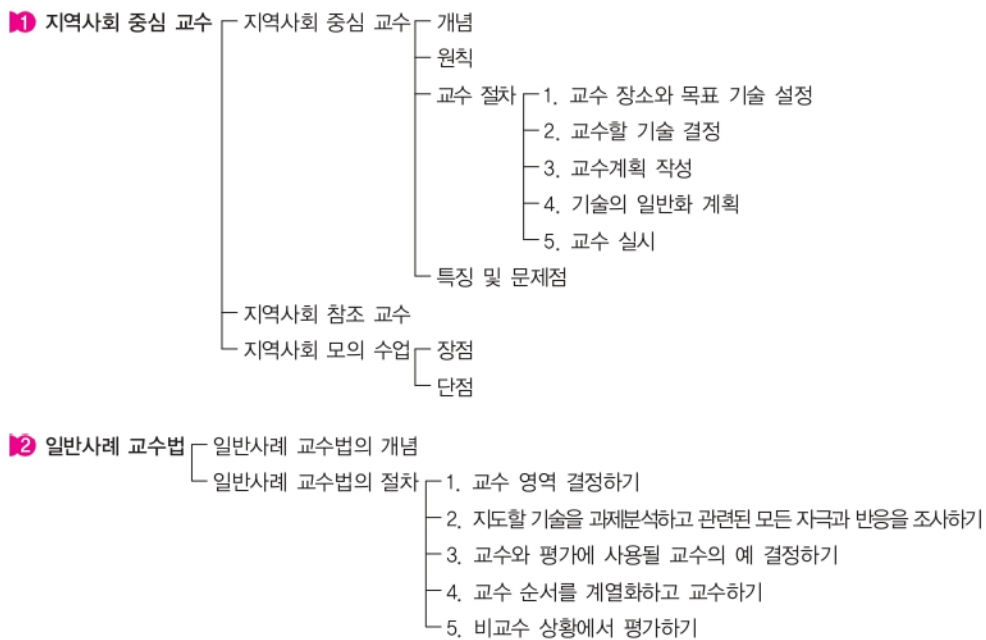 1 지역사회 중심 교수 지역사회 중심 교수 개념
원칙
교수 절차 1. 교수 장소와 목표 기술 설정
2. 교수할 기술 결정
3. 교수계획 작성
4. 기술의 일반화 계획
5. 교수 실시
특징 및 문제점
지역사회 참조 교수
지역사회 모의 수업 장점
단점
2 일반사례 교수법 일반사례 교수법의 개념
일반사례 교수법의 절차 1. 교수 영역 결정하기
2. 지도할 기술을 과제분석하고 관련된 모든 자극과 반응을 조사하기
3. 교수와 평가에 사용될 교수의 예 결정하기
4. 교수 순서를 계열화하고 교수하기
5. 비교수 상황에서 평가하기